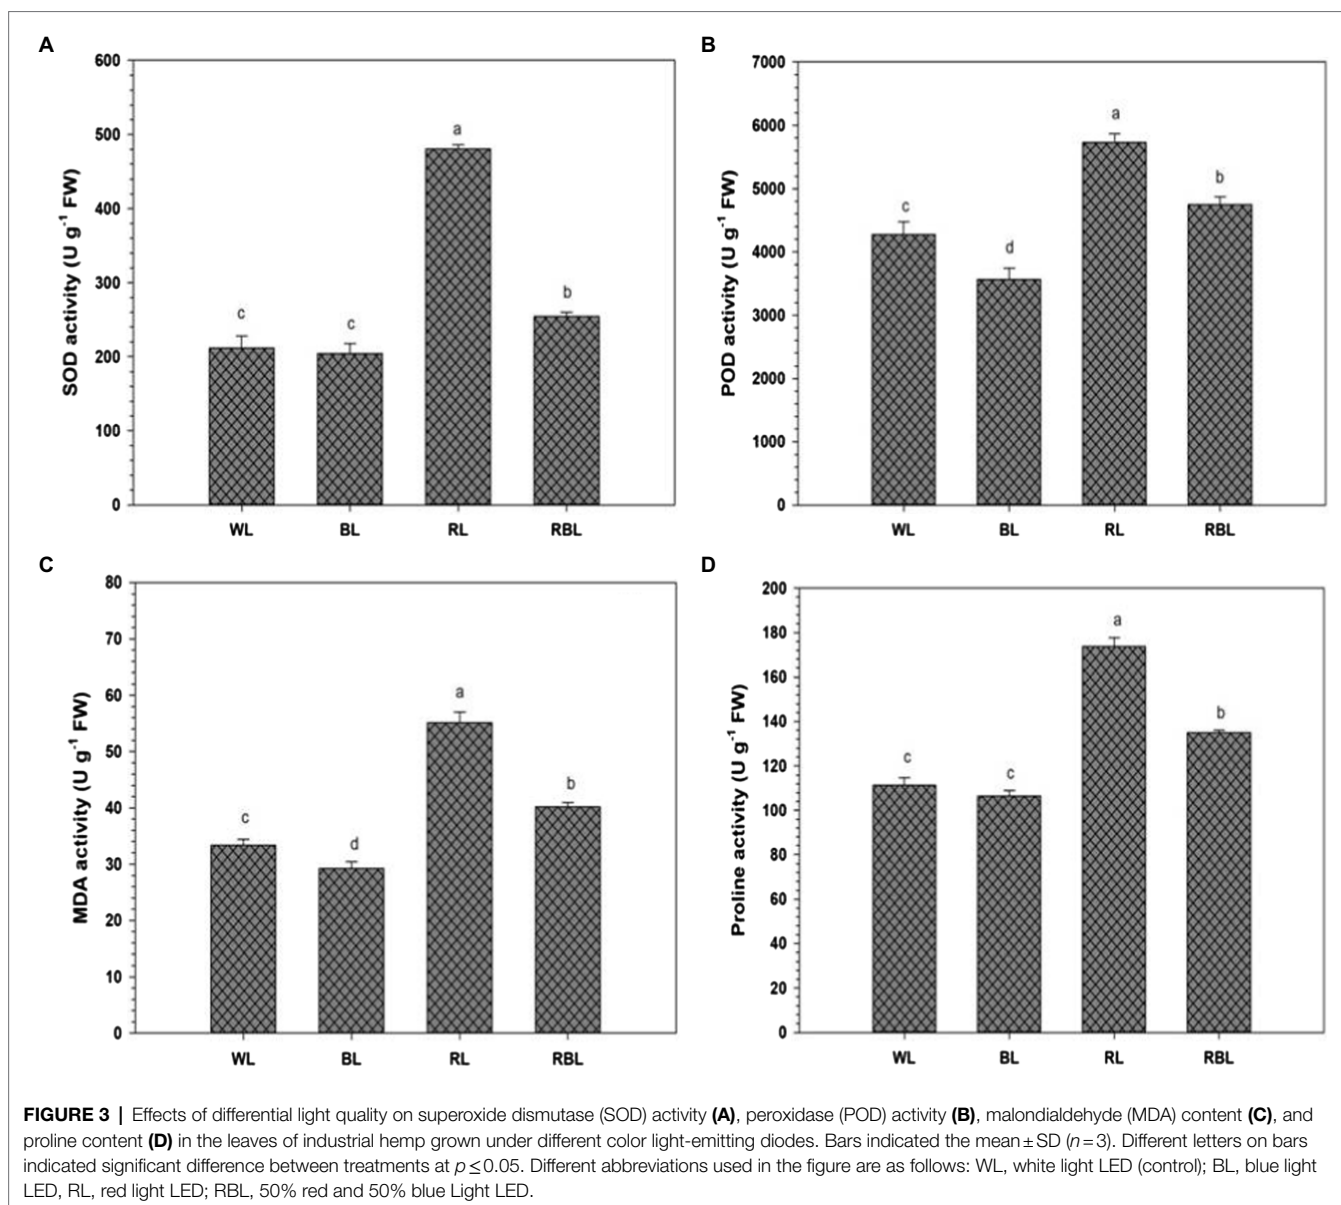 A
600
500
400
300
200
100
0
SOD activity (U g⁻¹ FW)
c
c
a
b
WL BL RL RBL
B
7000
6000
5000
4000
3000
2000
1000
0
POD activity (U g⁻¹ FW)
c
d
a
b
WL BL RL RBL
C
80
70
60
50
40
30
20
10
0
MDA activity (U g⁻¹ FW)
c
d
a
b
WL BL RL RBL
D
200
180
160
140
120
100
80
60
40
20
0
Proline activity (U g⁻¹ FW)
c
c
a
b
WL BL RL RBL
FIGURE 3 | Effects of differential light quality on superoxide dismutase (SOD) activity (A), peroxidase (POD) activity (B), malondialdehyde (MDA) content (C), and
proline content (D) in the leaves of industrial hemp grown under different color light-emitting diodes. Bars indicated the mean ± SD (n = 3). Different letters on bars
indicated significant difference between treatments at p ≤ 0.05. Different abbreviations used in the figure are as follows: WL, white light LED (control); BL, blue light
LED, RL, red light LED; RBL, 50% red and 50% blue Light LED.